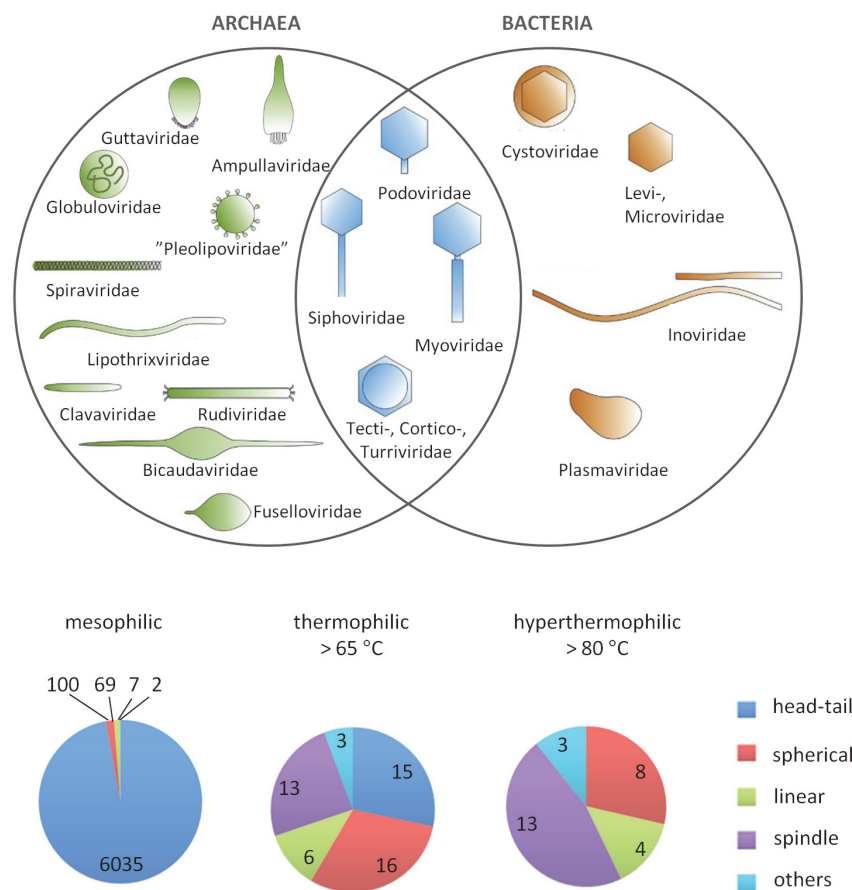 ARCHAEA
BACTERIA
Guttaviridae
Ampullaviridae
Globuloviridae
”Pleolipoviridae”
Spiraviridae
Lipothrixviridae
Clavaviridae
Rudiviridae
Bicaudaviridae
Fuselloviridae
Podoviridae
Siphoviridae
Myoviridae
Tecti-, Cortico-,
Turriviridae
Cystoviridae
Levi-,
Microviridae
Inoviridae
Plasmaviridae
mesophilic
100 69 7 2
6035
thermophilic
> 65 °C
3
15
13
6
16
hyperthermophilic
> 80 °C
3
8
13
4
head-tail
spherical
linear
spindle
others